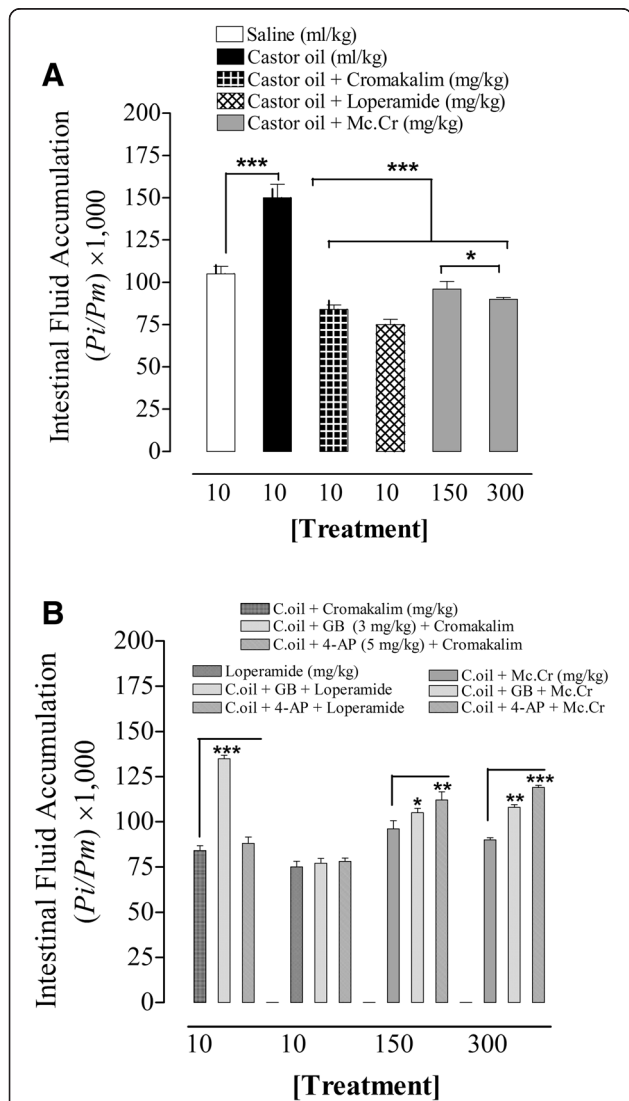 A
Saline (ml/kg)
Castor oil (ml/kg)
Castor oil + Cromakalim (mg/kg)
Castor oil + Loperamide (mg/kg)
Castor oil + Mc.Cr (mg/kg)
Intestinal Fluid Accumulation
(Pi/Pm) ×1,000
200
175
150
125
100
75
50
25
0
***
***
*
10 10 10 10 150 300
[Treatment]
B
C.oil + Cromakalim (mg/kg)
C.oil + GB (3 mg/kg) + Cromakalim
C.oil + 4-AP (5 mg/kg) + Cromakalim
Loperamide (mg/kg)
C.oil + GB + Loperamide
C.oil + 4-AP + Loperamide
C.oil + Mc.Cr (mg/kg)
C.oil + GB + Mc.Cr
C.oil + 4-AP + Mc.Cr
Intestinal Fluid Accumulation
(Pi/Pm) ×1,000
200
175
150
125
100
75
50
25
0
***
*
**
**
***
10 10 150 300
[Treatment]